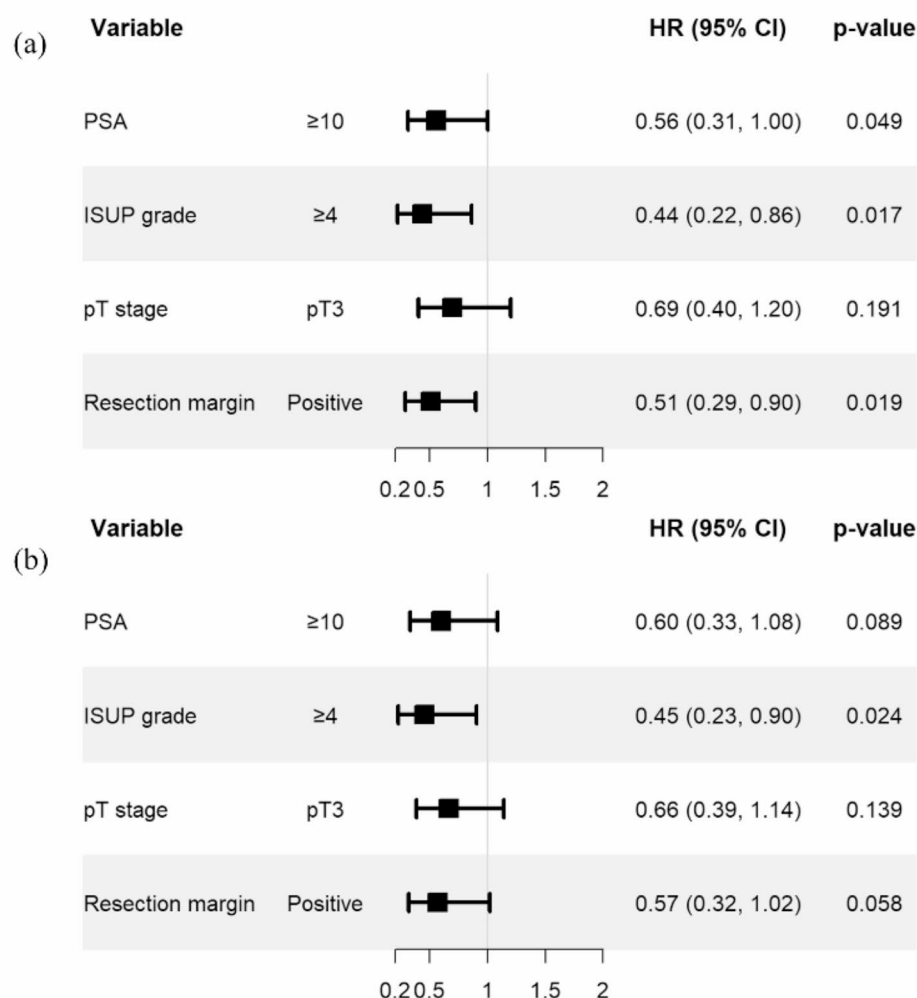 (a) Variable HR (95% CI) p-value
PSA ≥10 0.56 (0.31, 1.00) 0.049
ISUP grade ≥4 0.44 (0.22, 0.86) 0.017
pT stage pT3 0.69 (0.40, 1.20) 0.191
Resection margin Positive 0.51 (0.29, 0.90) 0.019
0.2 0.5 1 1.5 2
(b) Variable HR (95% CI) p-value
PSA ≥10 0.60 (0.33, 1.08) 0.089
ISUP grade ≥4 0.45 (0.23, 0.90) 0.024
pT stage pT3 0.66 (0.39, 1.14) 0.139
Resection margin Positive 0.57 (0.32, 1.02) 0.058
0.2 0.5 1 1.5 2